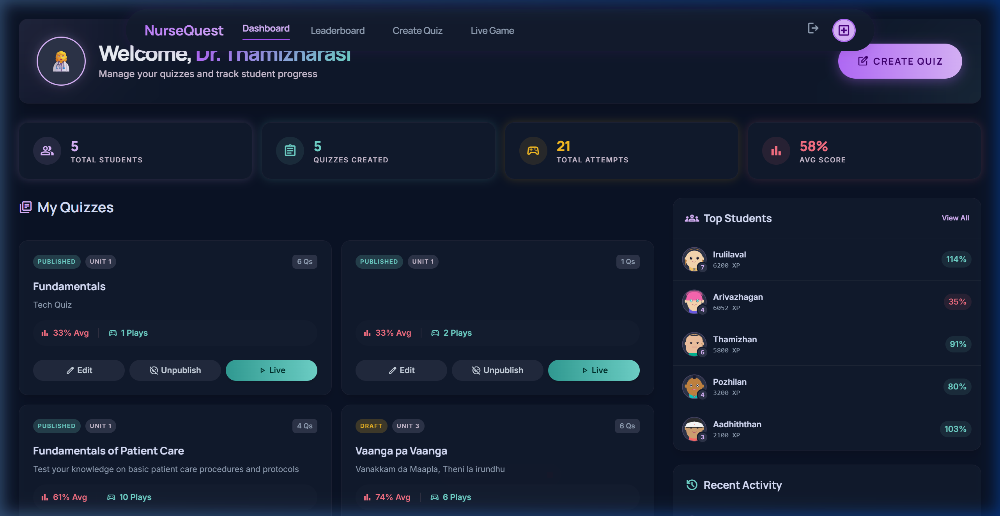 NurseQuest Dashboard Leaderboard Create Quiz Live Game
Welcome, Dr. Thamizharasi
Manage your quizzes and track student progress
CREATE QUIZ
5
TOTAL STUDENTS
5
QUIZZES CREATED
21
TOTAL ATTEMPTS
58%
AVG SCORE
My Quizzes
PUBLISHED UNIT 1 6 Qs
Fundamentals
Tech Quiz
33% Avg 1 Plays
Edit Unpublish Live
PUBLISHED UNIT 1 1 Qs
33% Avg 2 Plays
Edit Unpublish Live
PUBLISHED UNIT 1 4 Qs
Fundamentals of Patient Care
Test your knowledge on basic patient care procedures and protocols
61% Avg 10 Plays
DRAFT UNIT 3 6 Qs
Vaanga pa Vaanga
Vanakkam da Maapla, Theni la irundhu
74% Avg 6 Plays
Top Students View All
Irulilaval
6200 XP
7
114%
Arivazhagan
6052 XP
4
35%
Thamizhan
5800 XP
6
91%
Pozhilan
3200 XP
4
80%
Aadhiththan
2100 XP
3
103%
Recent Activity